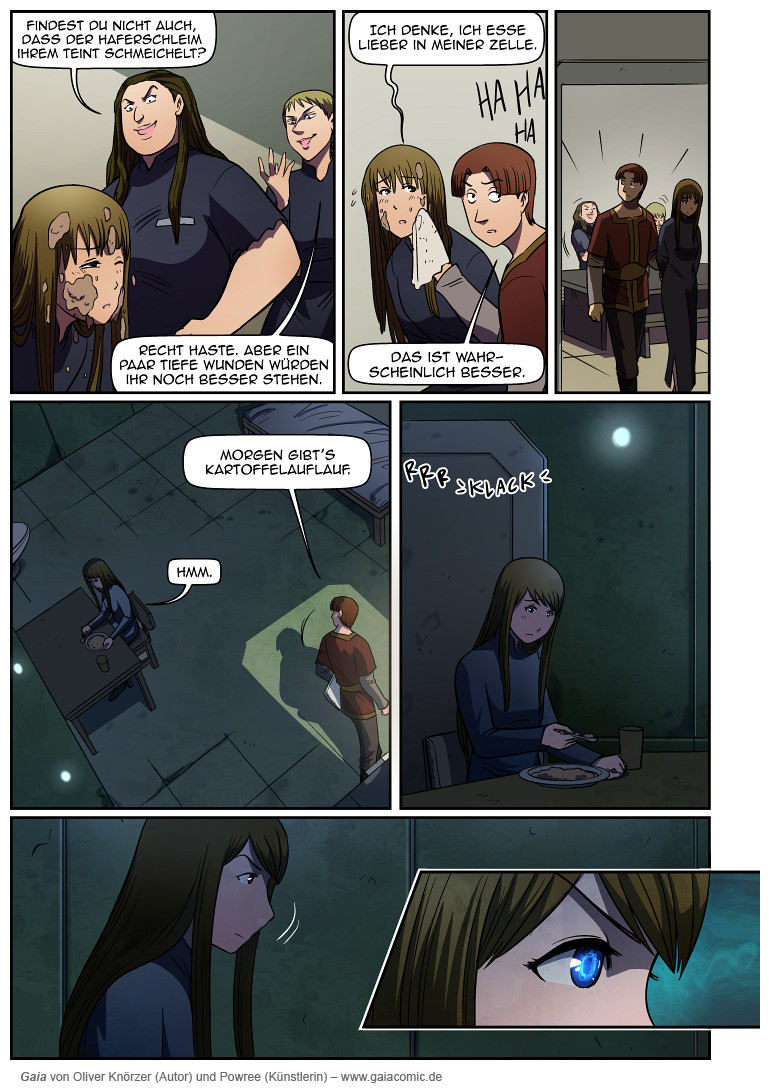 FINDEST DU NICHT AUCH,
DASS DER HAFERSCHLEIM
IHREM TEINT SCHMEICHELT?
RECHT HASTE. ABER EIN
PAAR TIEFE WUNDEN WÜRDEN
IHR NOCH BESSER STEHEN.
ICH DENKE, ICH ESSE
LIEBER IN MEINER ZELLE.
HA HA
HA
DAS IST WAHR-
SCHEINLICH BESSER.
MORGEN GIBT'S
KARTOFFELAUFLAUF.
HMM.
RRR
KLACK
Gaia von Oliver Knörzer (Autor) und Powree (Künstlerin) – www.gaiacomic.de